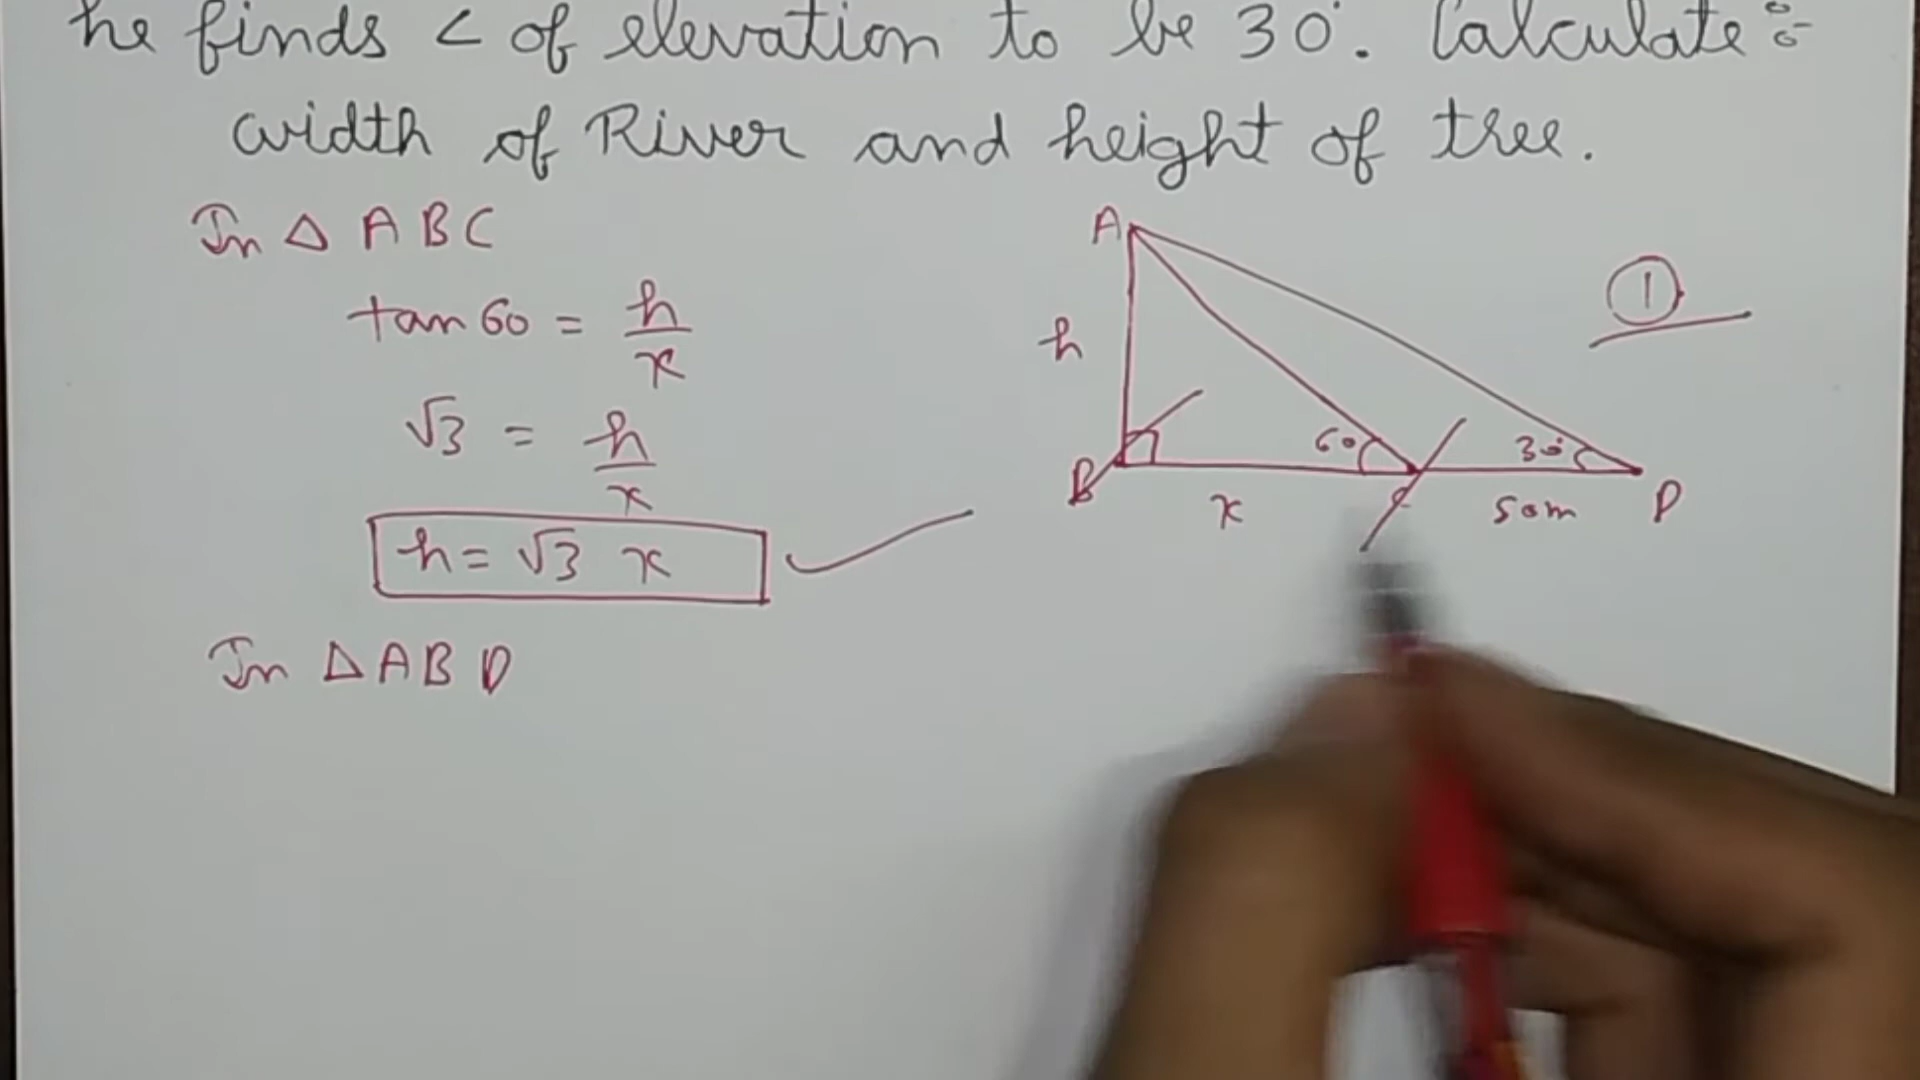 he finds < of elevation to be 30°. Calculate :-
width of River and height of tree.
In △ ABC
tan 60 = h/x
√3 = h/x
h = √3 x
In △ ABD
A
h
B
x
60
C
30°
50m
D
1